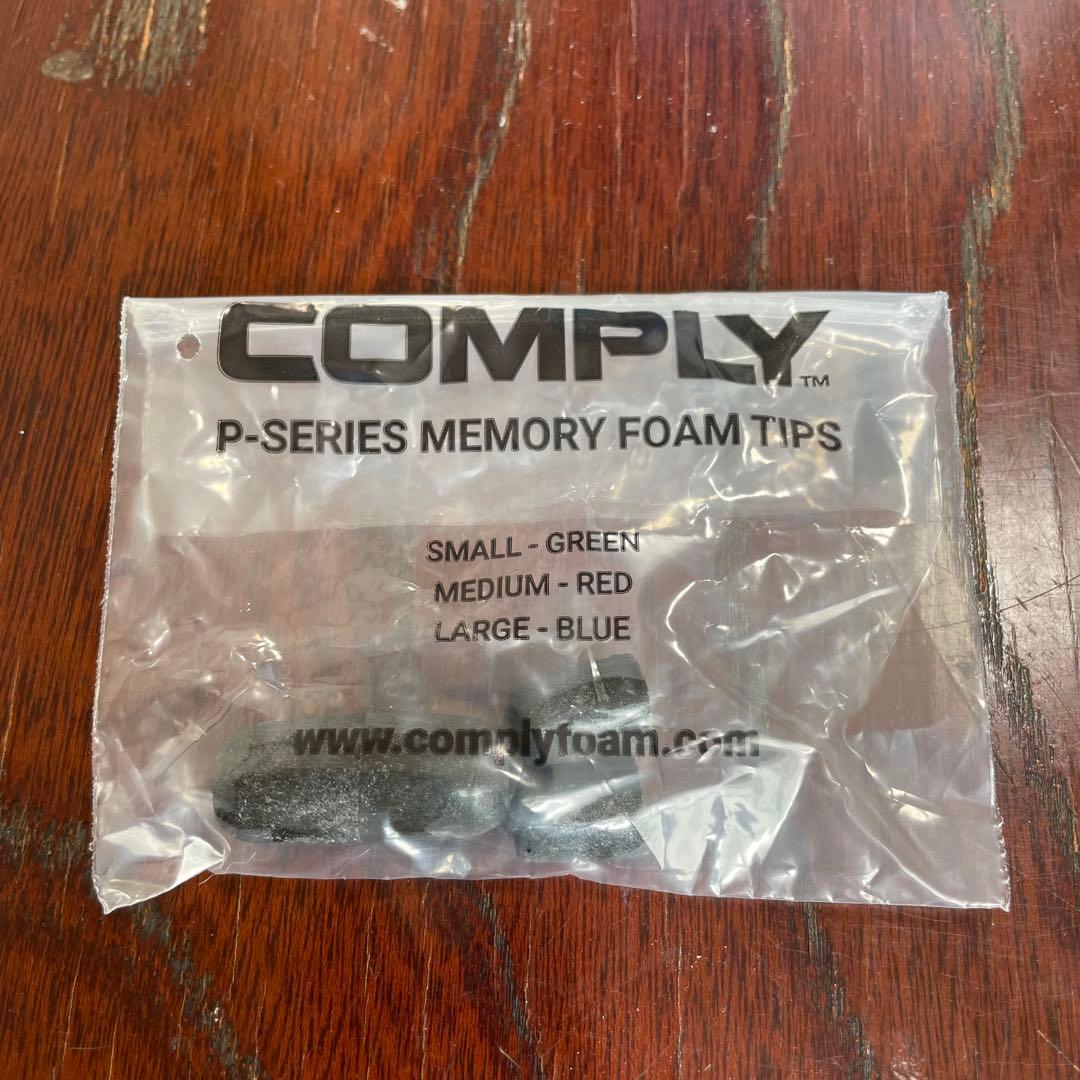 COMPLY™
P-SERIES MEMORY FOAM TIPS
SMALL - GREEN
MEDIUM - RED
LARGE - BLUE
www.complyfoam.com